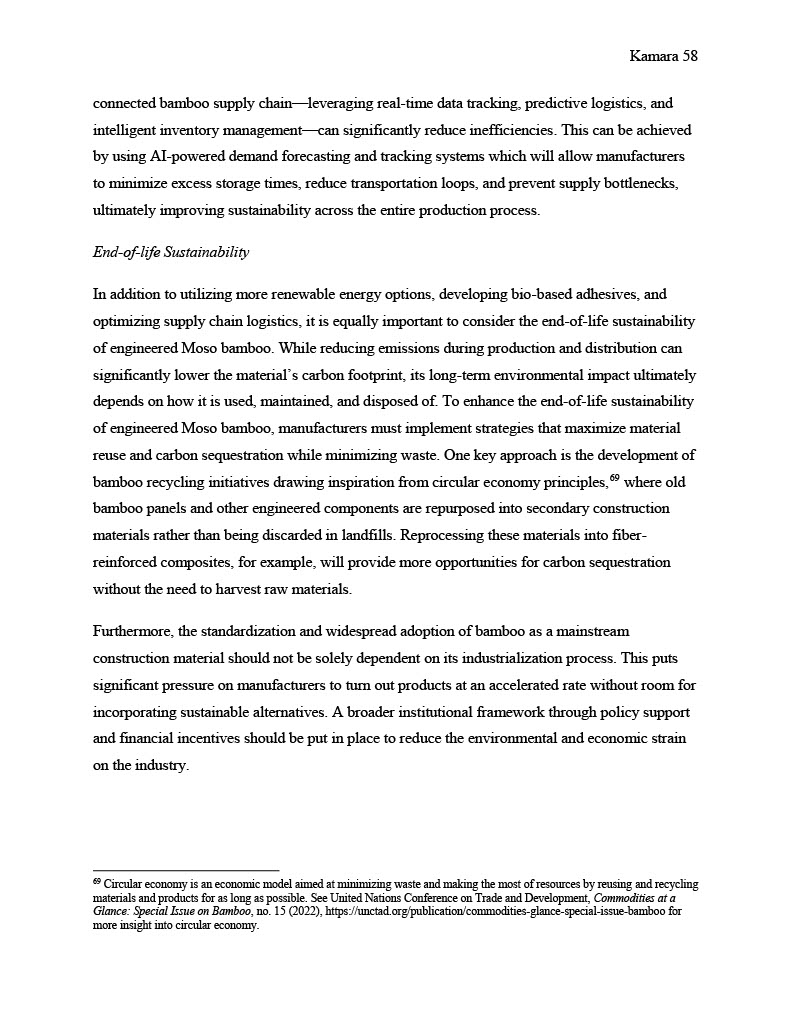 Kamara 58
connected bamboo supply chain—leveraging real-time data tracking, predictive logistics, and
intelligent inventory management—can significantly reduce inefficiencies. This can be achieved
by using AI-powered demand forecasting and tracking systems which will allow manufacturers
to minimize excess storage times, reduce transportation loops, and prevent supply bottlenecks,
ultimately improving sustainability across the entire production process.
End-of-life Sustainability
In addition to utilizing more renewable energy options, developing bio-based adhesives, and
optimizing supply chain logistics, it is equally important to consider the end-of-life sustainability
of engineered Moso bamboo. While reducing emissions during production and distribution can
significantly lower the material’s carbon footprint, its long-term environmental impact ultimately
depends on how it is used, maintained, and disposed of. To enhance the end-of-life sustainability
of engineered Moso bamboo, manufacturers must implement strategies that maximize material
reuse and carbon sequestration while minimizing waste. One key approach is the development of
bamboo recycling initiatives drawing inspiration from circular economy principles,⁶⁹ where old
bamboo panels and other engineered components are repurposed into secondary construction
materials rather than being discarded in landfills. Reprocessing these materials into fiber-
reinforced composites, for example, will provide more opportunities for carbon sequestration
without the need to harvest raw materials.
Furthermore, the standardization and widespread adoption of bamboo as a mainstream
construction material should not be solely dependent on its industrialization process. This puts
significant pressure on manufacturers to turn out products at an accelerated rate without room for
incorporating sustainable alternatives. A broader institutional framework through policy support
and financial incentives should be put in place to reduce the environmental and economic strain
on the industry.
⁶⁹ Circular economy is an economic model aimed at minimizing waste and making the most of resources by reusing and recycling
materials and products for as long as possible. See United Nations Conference on Trade and Development, Commodities at a
Glance: Special Issue on Bamboo, no. 15 (2022), https://unctad.org/publication/commodities-glance-special-issue-bamboo for
more insight into circular economy.